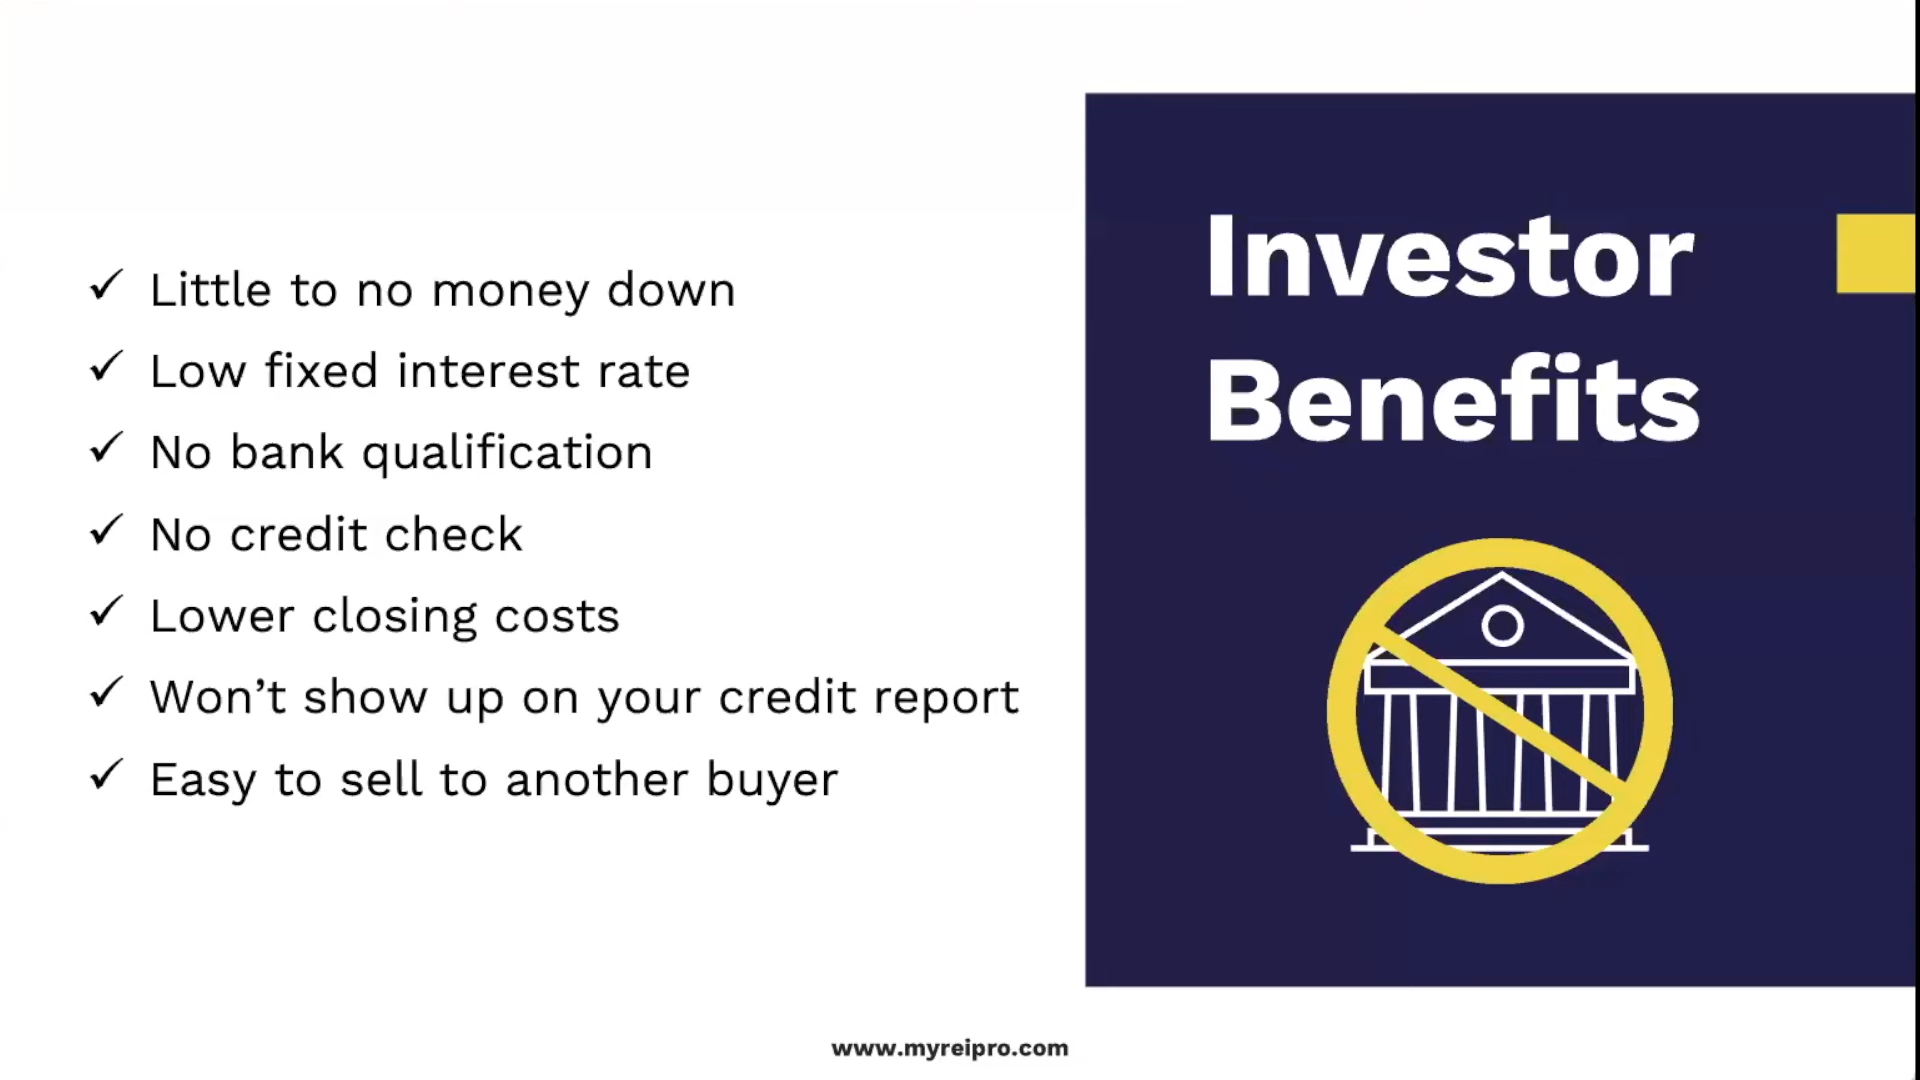 Investor
Benefits
✓ Little to no money down
✓ Low fixed interest rate
✓ No bank qualification
✓ No credit check
✓ Lower closing costs
✓ Won’t show up on your credit report
✓ Easy to sell to another buyer
www.myreipro.com